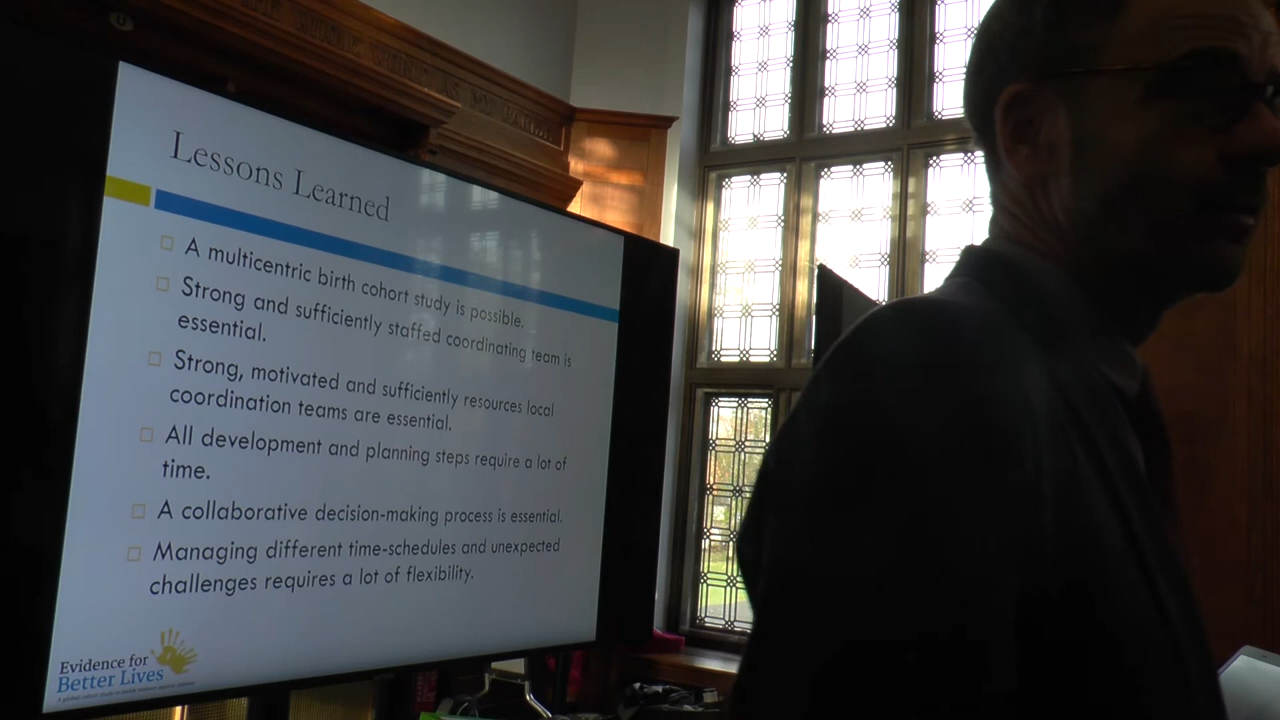 Lessons Learned
A multicentric birth cohort study is possible.
Strong and sufficiently staffed coordinating team is
essential.
Strong, motivated and sufficiently resources local
coordination teams are essential.
All development and planning steps require a lot of
time.
A collaborative decision-making process is essential.
Managing different time-schedules and unexpected
challenges requires a lot of flexibility.
Evidence for
Better Lives